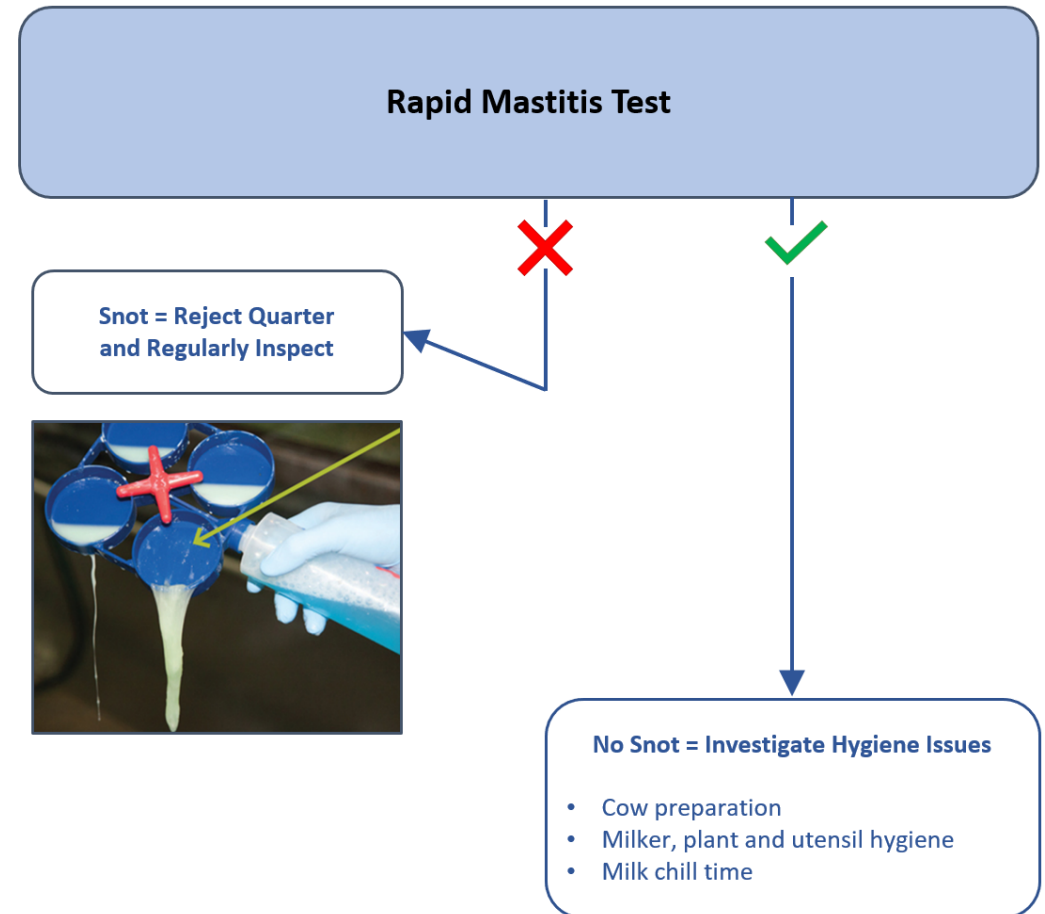 Rapid Mastitis Test
Snot = Reject Quarter
and Regularly Inspect
No Snot = Investigate Hygiene Issues
• Cow preparation
• Milker, plant and utensil hygiene
• Milk chill time